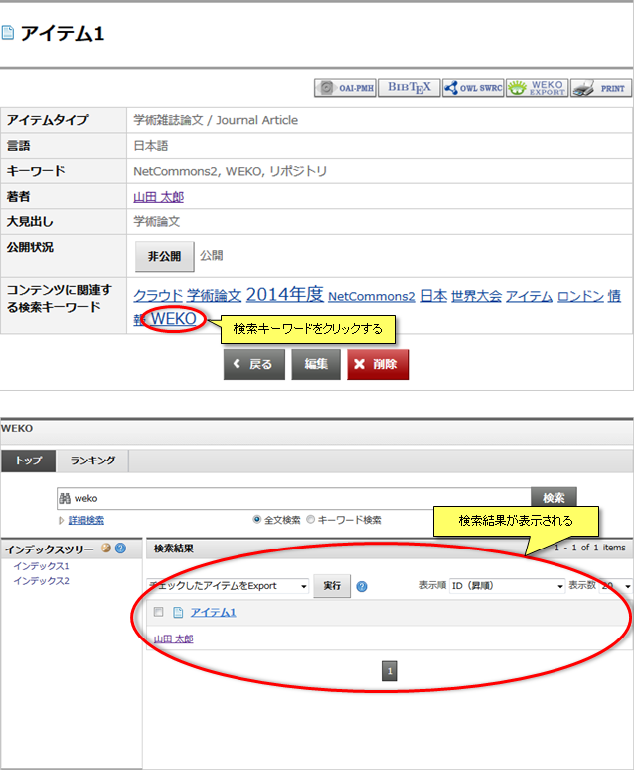 アイテム1
OAI-PMH BIBTEX OWL SWRC WEKO EXPORT PRINT
アイテムタイプ 学術雑誌論文 / Journal Article
言語 日本語
キーワード NetCommons2, WEKO, リポジトリ
著者 山田 太郎
大見出し 学術論文
公開状況 非公開 公開
コンテンツに関連す クラウド 学術論文 2014年度 NetCommons2 日本 世界大会 アイテム ロンドン 情
る検索キーワード 報 WEKO
検索キーワードをクリックする
戻る 編集 削除
WEKO
トップ ランキング
weko 検索
詳細検索 全文検索 キーワード検索
検索結果が表示される
インデックスツリー 検索結果 1 - 1 of 1 items
インデックス1
インデックス2
チェックしたアイテムをExport 実行 表示順 ID（昇順） 表示数 20
アイテム1
山田 太郎
1